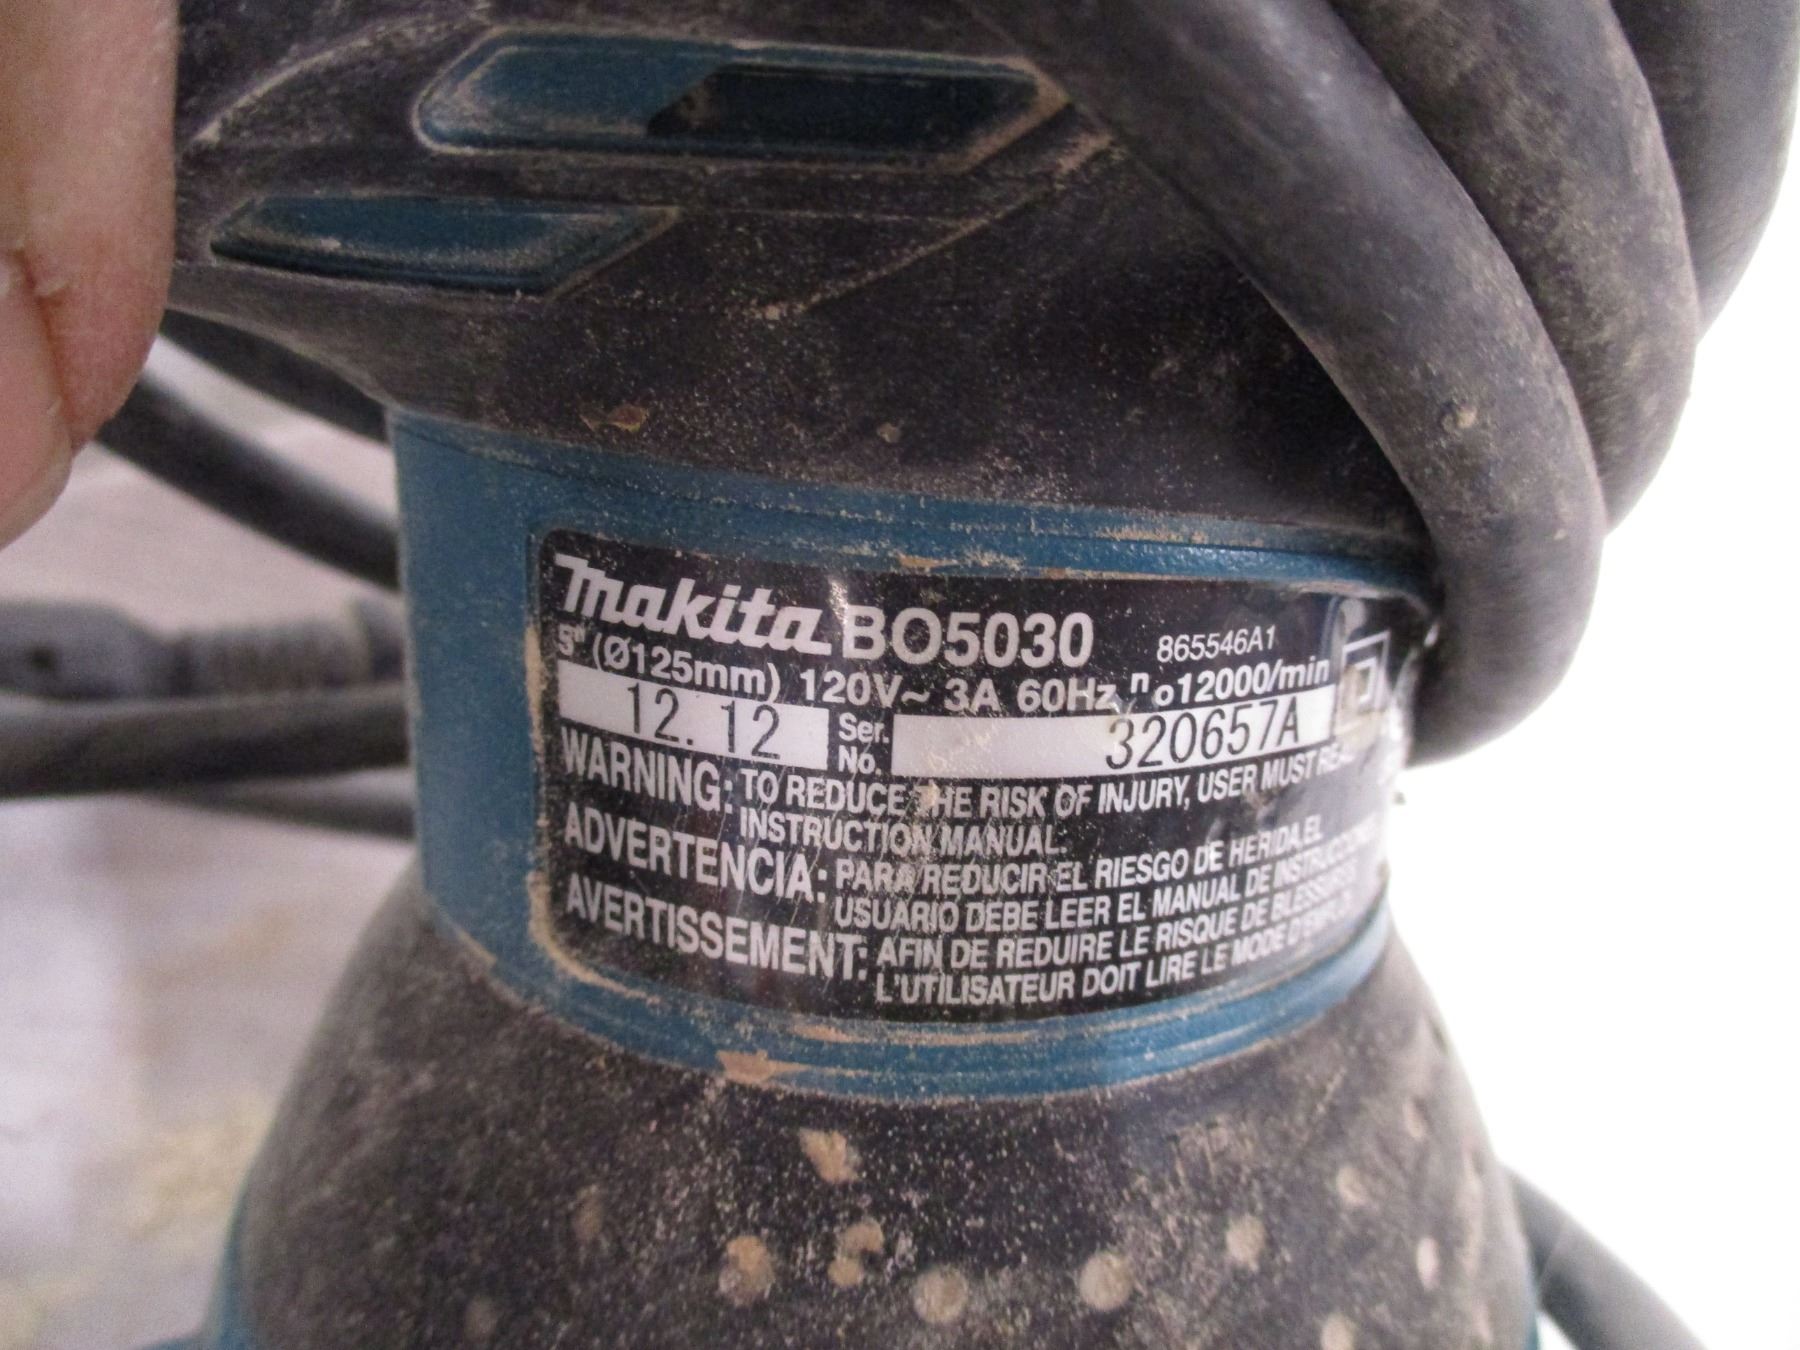 makita BO5030 865546A1
5" (Ø125mm) 120V~ 3A 60Hz no12000/min
12. 12 Ser. No. 320657A
WARNING: TO REDUCE THE RISK OF INJURY, USER MUST
INSTRUCTION MANUAL.
ADVERTENCIA: PARA REDUCIR EL RIESGO DE HERIDA,EL
USUARIO DEBE LEER EL MANUAL DE
AVERTISSEMENT: AFIN DE REDUIRE LE RISQUE DE
L'UTILISATEUR DOIT LIRE LE MODE